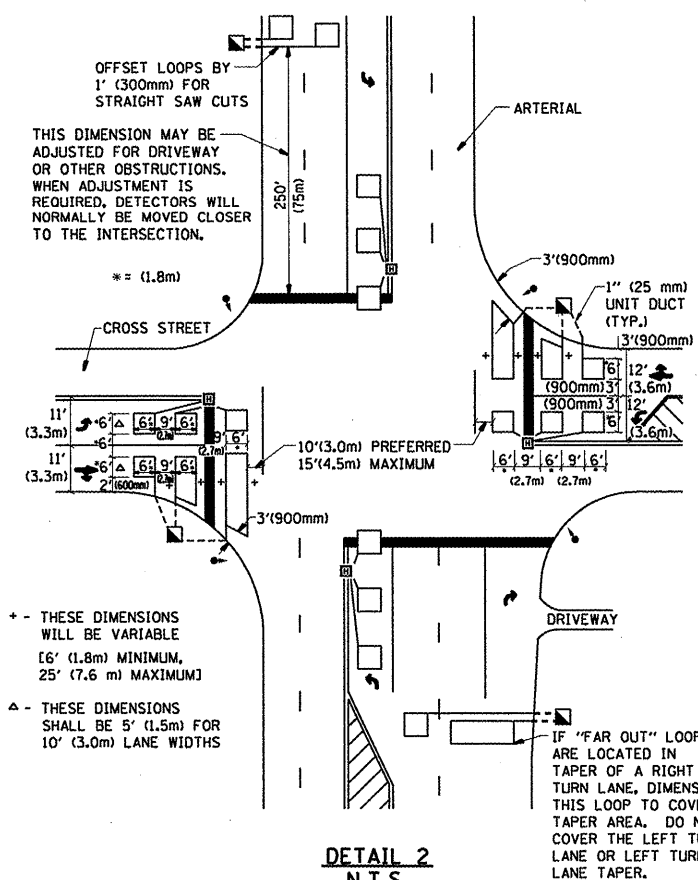 OFFSET LOOPS BY
1' (300mm) FOR
STRAIGHT SAW CUTS
THIS DIMENSION MAY BE
ADJUSTED FOR DRIVEWAY
OR OTHER OBSTRUCTIONS.
WHEN ADJUSTMENT IS
REQUIRED, DETECTORS WILL
NORMALLY BE MOVED CLOSER
TO THE INTERSECTION.
* = (1.8m)
250'
(75m)
ARTERIAL
3'(900mm)
1" (25 mm)
UNIT DUCT
(TYP.)
CROSS STREET
H
3'(900mm)
6'
12'
(3.6m)
(900mm) 3'
(900mm) 3'
6'
12'
(3.6m)
H
6' 9' 6' 9' 6'
(2.7m) (2.7m)
H
11'
(3.3m)
*6' △ 6' 9' 6'
*6'
9' 6'
(2.7m)
11'
(3.3m)
*6' △ 6' 9' 6'
2' (600mm)
10'(3.0m) PREFERRED
15'(4.5m) MAXIMUM
3'(900mm)
H
DRIVEWAY
+ - THESE DIMENSIONS
WILL BE VARIABLE
[6' (1.8m) MINIMUM,
25' (7.6 m) MAXIMUM]
△ - THESE DIMENSIONS
SHALL BE 5' (1.5m) FOR
10' (3.0m) LANE WIDTHS
IF "FAR OUT" LOOP
ARE LOCATED IN
TAPER OF A RIGHT
TURN LANE, DIMENS
THIS LOOP TO COVE
TAPER AREA. DO N
COVER THE LEFT T
LANE OR LEFT TUR
LANE TAPER.
DETAIL 2
N.T.S.